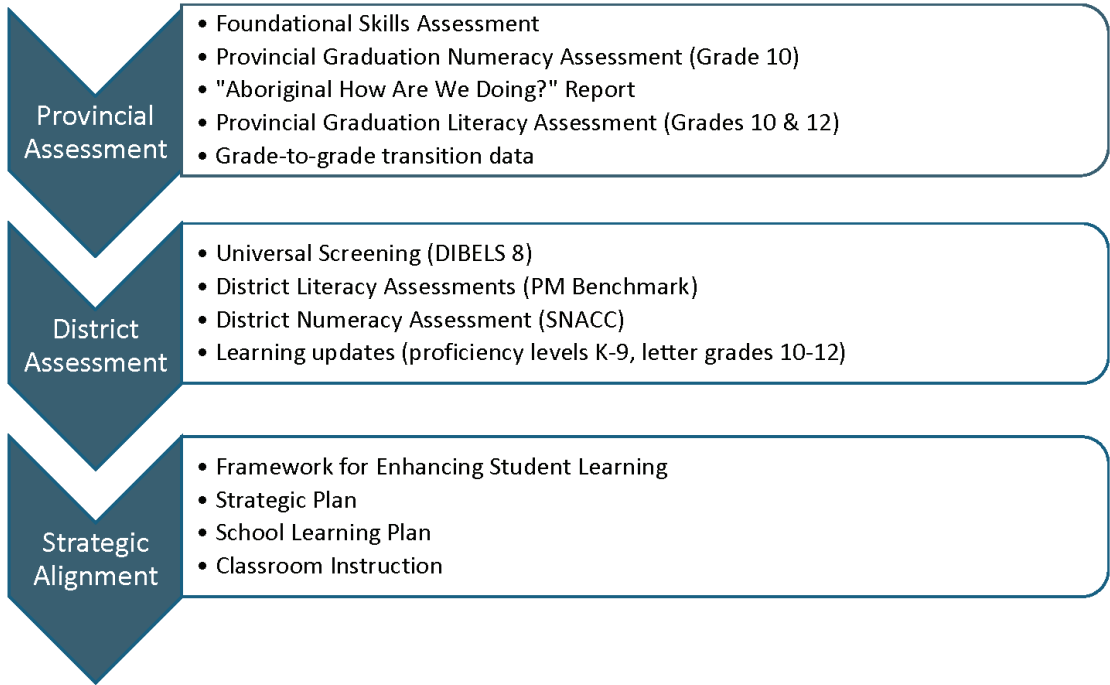 Provincial
Assessment
• Foundational Skills Assessment
• Provincial Graduation Numeracy Assessment (Grade 10)
• "Aboriginal How Are We Doing?" Report
• Provincial Graduation Literacy Assessment (Grades 10 & 12)
• Grade-to-grade transition data
District
Assessment
• Universal Screening (DIBELS 8)
• District Literacy Assessments (PM Benchmark)
• District Numeracy Assessment (SNACC)
• Learning updates (proficiency levels K-9, letter grades 10-12)
Strategic
Alignment
• Framework for Enhancing Student Learning
• Strategic Plan
• School Learning Plan
• Classroom Instruction